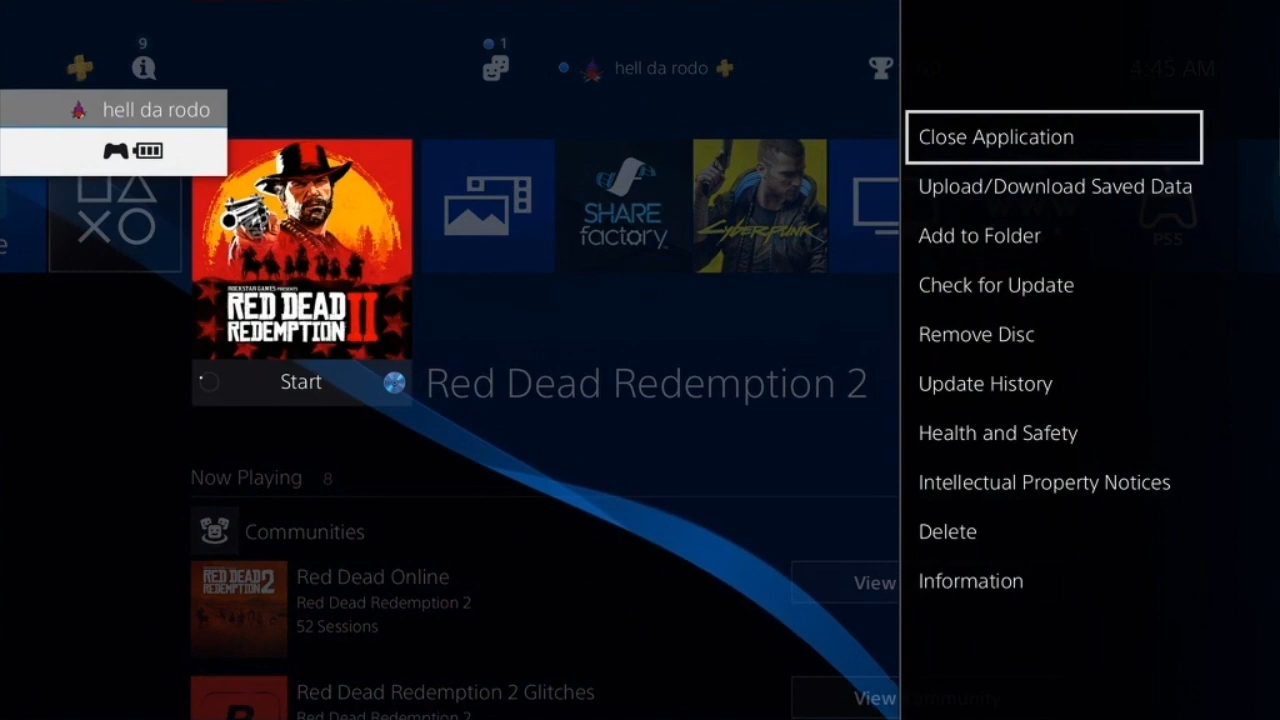 9
1
hell da rodo
4:45 AM
hell da rodo
Close Application
Upload/Download Saved Data
Add to Folder
Check for Update
Remove Disc
Update History
Health and Safety
Intellectual Property Notices
Delete
Information
e
SHARE
factory
CYBERPUNK
PS5
ROCKSTAR GAMES PRESENTS
RED DEAD
REDEMPTION II
Start
Red Dead Redemption 2
Now Playing 8
Communities
RED DEAD
REDEMPTION 2
Red Dead Online
Red Dead Redemption 2
52 Sessions
View
Red Dead Redemption 2 Glitches
Red Dead Redemption 2
View Community
R